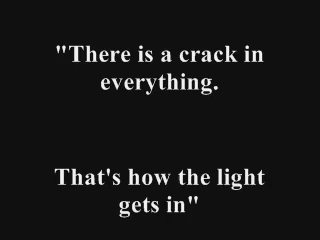 "There is a crack in
everything.
That's how the light
gets in"